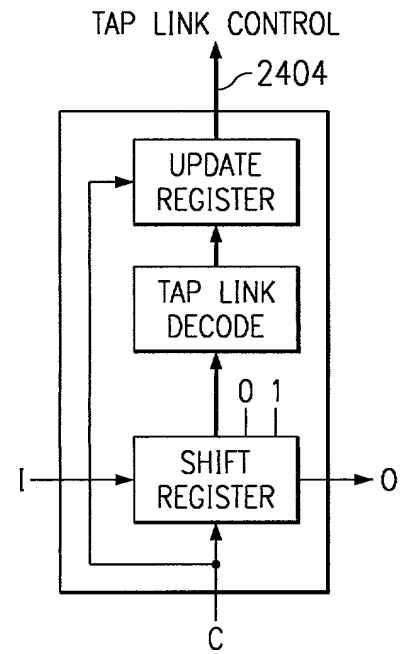 TAP LINK CONTROL
2404
UPDATE
REGISTER
TAP LINK
DECODE
0 1
I
SHIFT
REGISTER
O
C